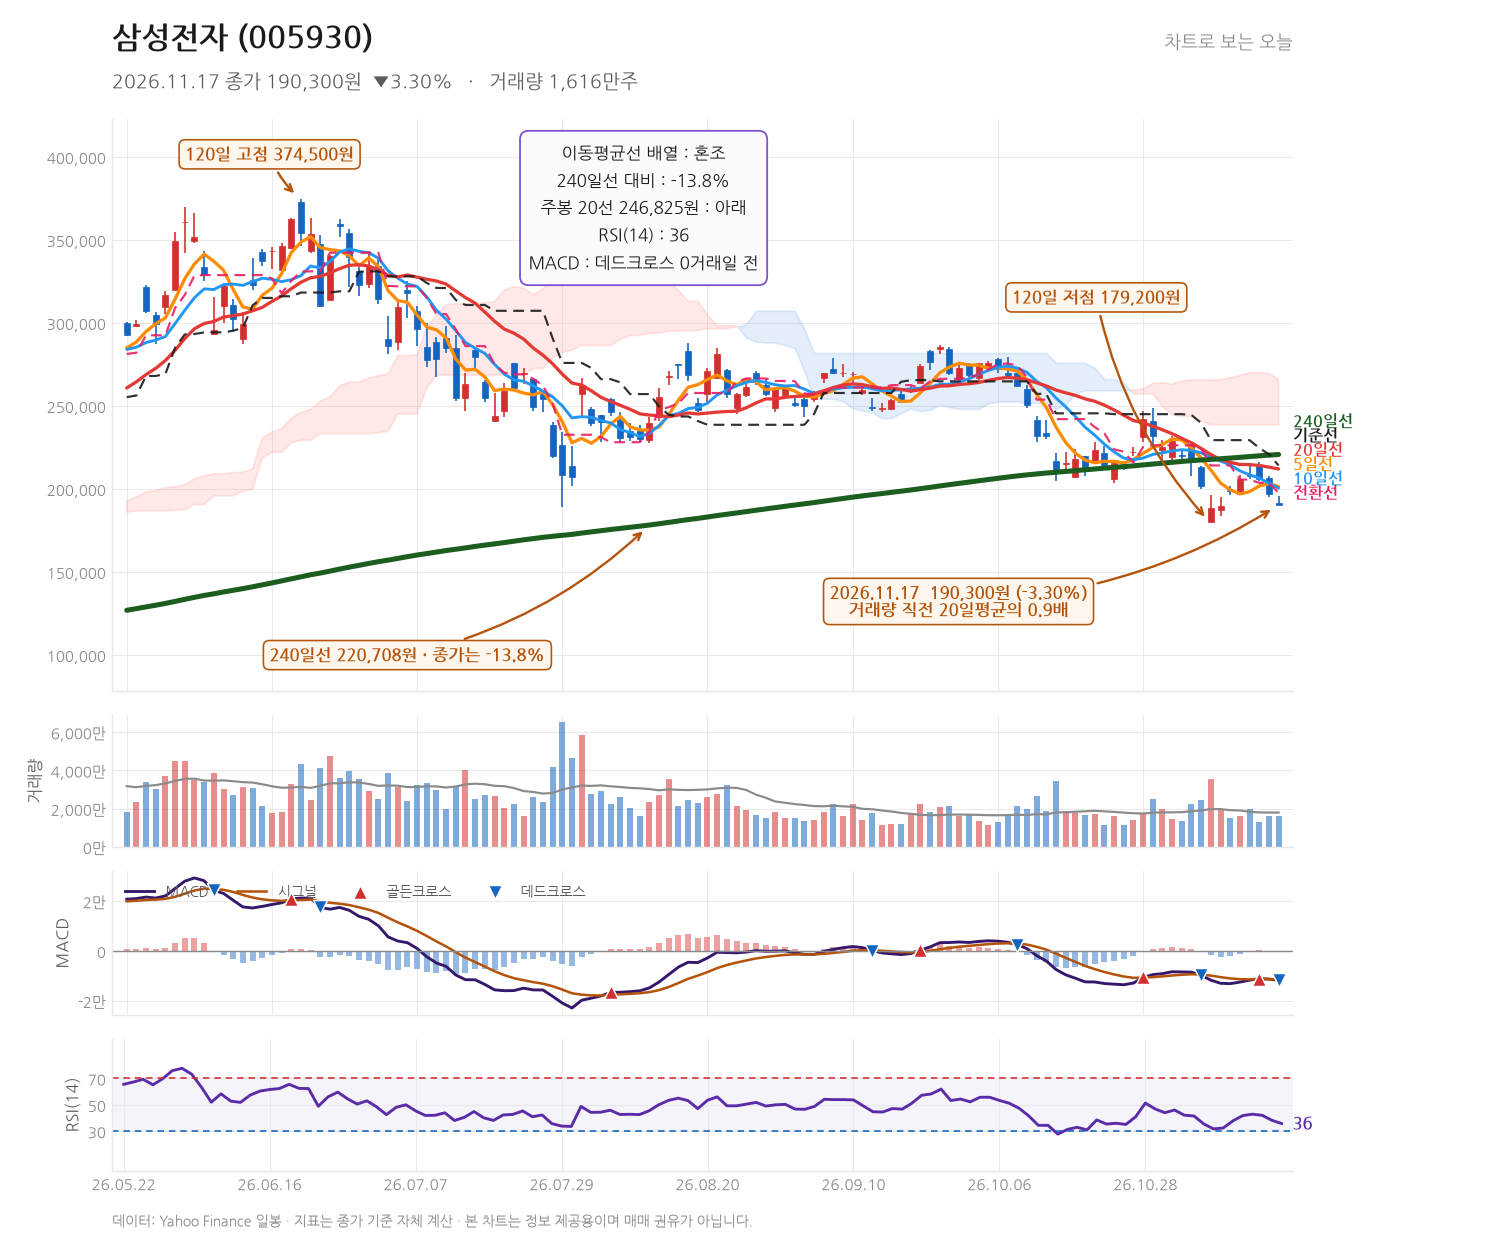 삼성전자 (005930)
차트로 보는 오늘
2026.11.17 종가 190,300원 ▼3.30% · 거래량 1,616만주
400,000
350,000
300,000
250,000
200,000
150,000
100,000
120일 고점 374,500원
이동평균선 배열 : 혼조
240일선 대비 : -13.8%
주봉 20선 246,825원 : 아래
RSI(14) : 36
MACD : 데드크로스 0거래일 전
120일 저점 179,200원
240일선
기준선
20일선
5일선
10일선
전환선
2026.11.17 190,300원 (-3.30%)
거래량 직전 20일평균의 0.9배
240일선 220,708원 · 종가는 -13.8%
거래량
6,000만
4,000만
2,000만
0만
MACD
시그널
골든크로스
데드크로스
MACD
2만
0
-2만
RSI(14)
70
50
30
36
26.05.22
26.06.16
26.07.07
26.07.29
26.08.20
26.09.10
26.10.06
26.10.28
데이터: Yahoo Finance 일봉 · 지표는 종가 기준 자체 계산 · 본 차트는 정보 제공용이며 매매 권유가 아닙니다.